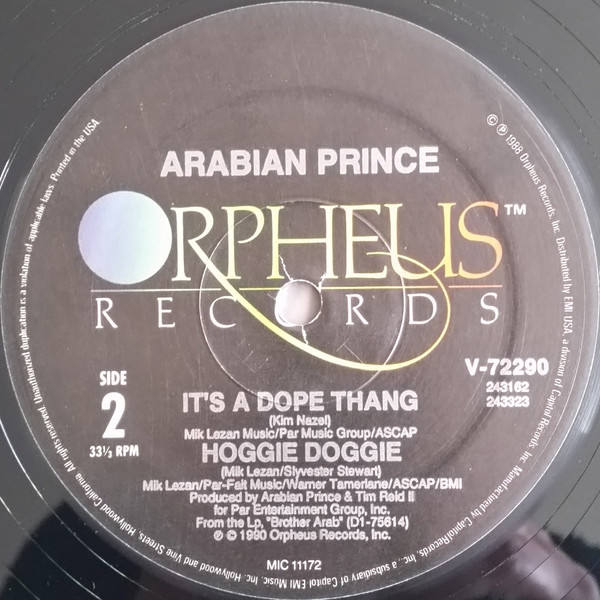 ARABIAN PRINCE
ORPHEUS™
RECORDS
SIDE
2
33⅓ RPM
V-72290
243162
243323
IT'S A DOPE THANG
(Kim Nazel)
Mik Lezan Music/Par Music Group/ASCAP
HOGGIE DOGGIE
(Mik Lezan/Slyvester Stewart)
Mik Lezan/Par-Fait Music/Warner Tamerlane/ASCAP/BMI
Produced by Arabian Prince & Tim Reid II
for Par Entertainment Group, Inc.
From the Lp, "Brother Arab" (D1-75614)
℗ © 1990 Orpheus Records, Inc.
MIC 11172
© ℗ 1988 Orpheus Records, Inc. Distributed by EMI USA, a division of Capitol Records, Inc. Manufactured by Capitol Records, Inc., a subsidiary of Capitol EMI Music, Inc. Hollywood and Vine Streets, Hollywood California All rights reserved. Unauthorized duplication is a violation of applicable laws. Printed in the USA.